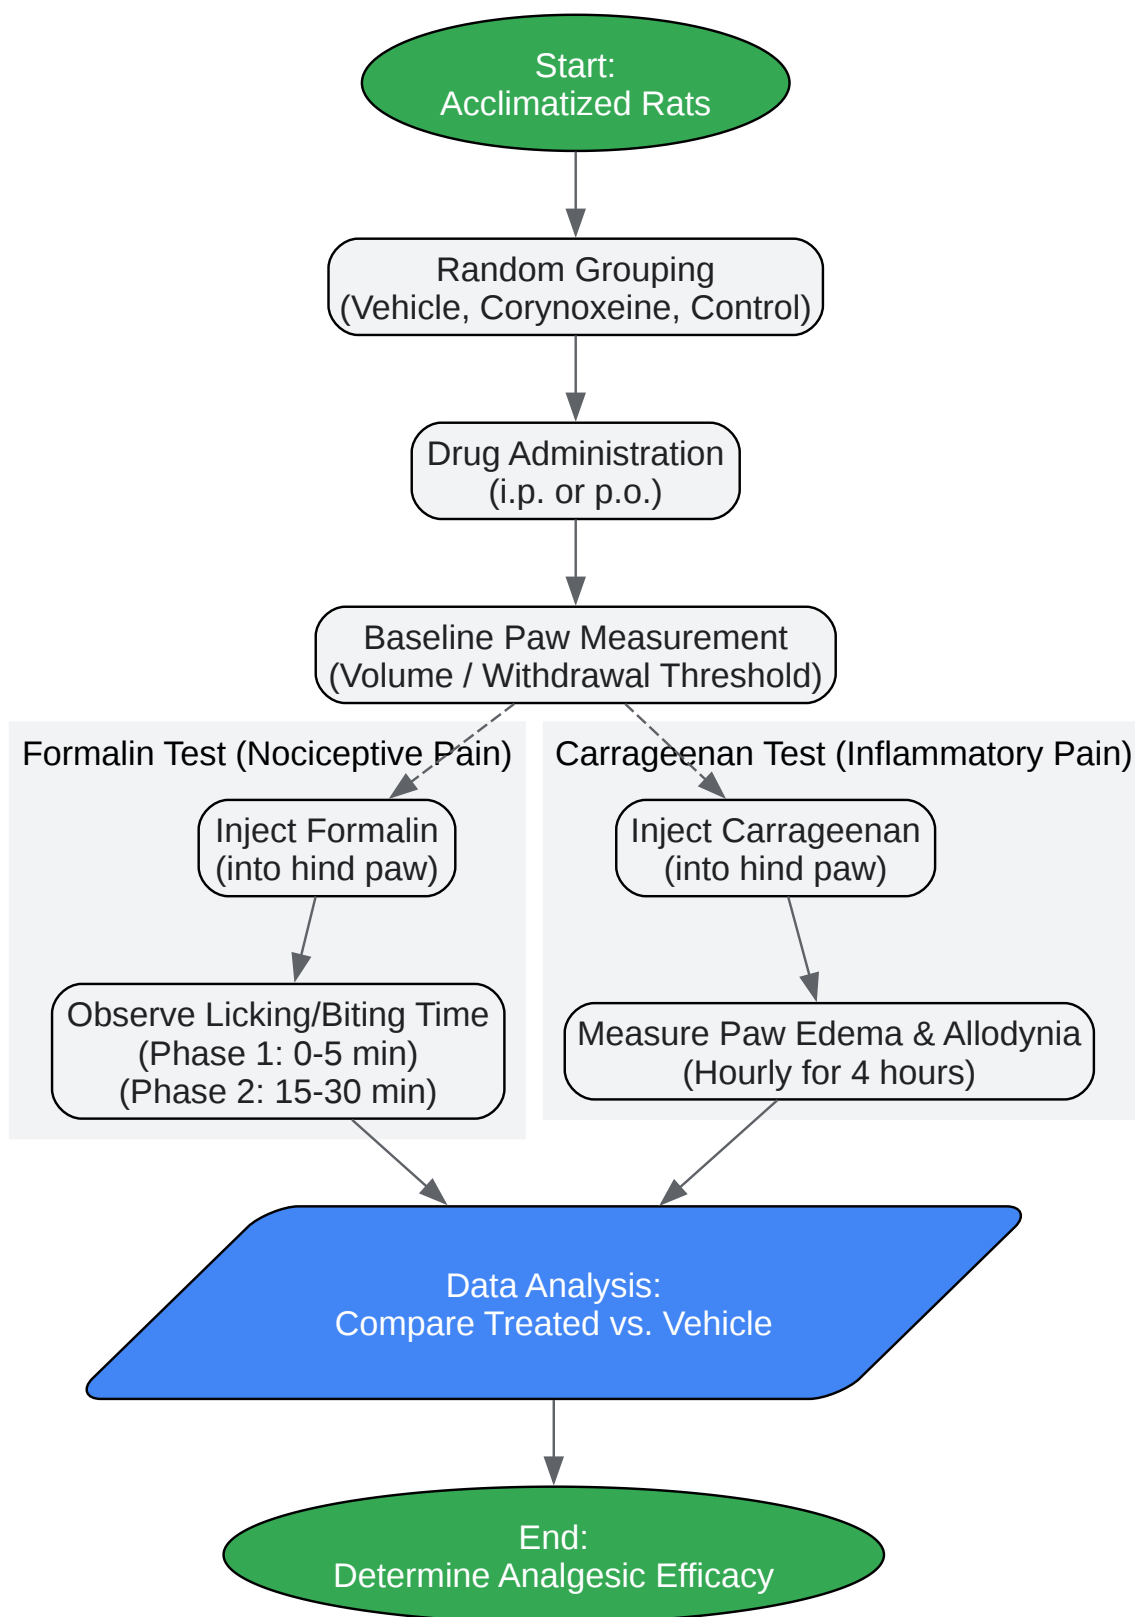 Start:
Acclimatized Rats
Random Grouping
(Vehicle, Corynoxeine, Control)
Drug Administration
(i.p. or p.o.)
Baseline Paw Measurement
(Volume / Withdrawal Threshold)
Formalin Test (Nociceptive Pain)
Inject Formalin
(into hind paw)
Observe Licking/Biting Time
(Phase 1: 0-5 min)
(Phase 2: 15-30 min)
Carrageenan Test (Inflammatory Pain)
Inject Carrageenan
(into hind paw)
Measure Paw Edema & Allodynia
(Hourly for 4 hours)
Data Analysis:
Compare Treated vs. Vehicle
End:
Determine Analgesic Efficacy